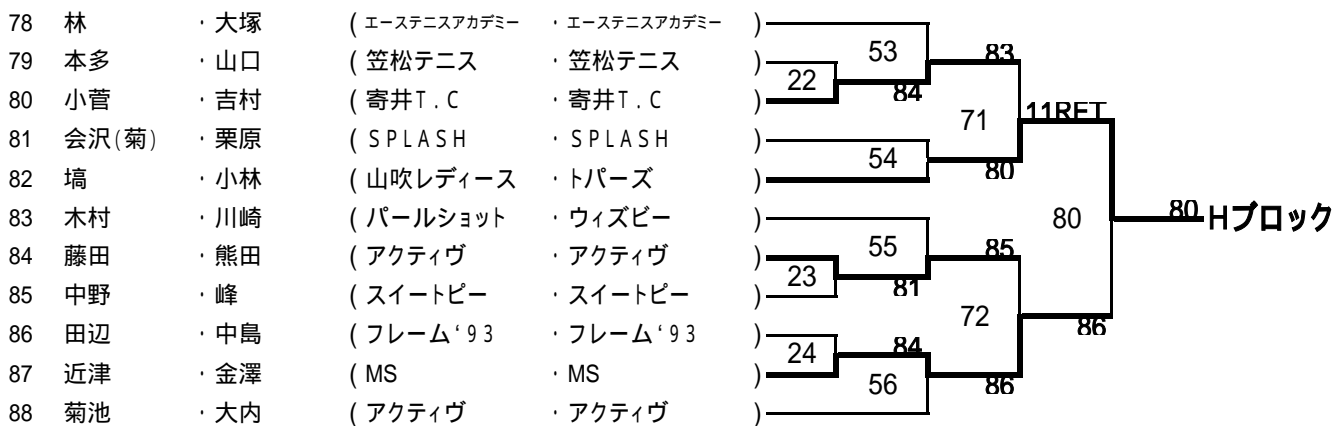 78 林 ・大塚 ( エーステニスアカデミー ・エーステニスアカデミー )
53 83
79 本多 ・山口 ( 笠松テニス ・笠松テニス )
22 84
80 小菅 ・吉村 ( 寄井T.C ・寄井T.C )
71 11RET
81 会沢(菊) ・栗原 ( SPLASH ・SPLASH )
54 80
82 塙 ・小林 ( 山吹レディース ・トパーズ )
83 木村 ・川崎 ( パールショット ・ウィズビー )
80 80 Hブロック
55 85
84 藤田 ・熊田 ( アクティヴ ・アクティヴ )
23 81
85 中野 ・峰 ( スイートピー ・スイートピー )
72 86
86 田辺 ・中島 ( フレーム‘93 ・フレーム‘93 )
24 84
87 近津 ・金澤 ( MS ・MS )
56 86
88 菊池 ・大内 ( アクティヴ ・アクティヴ )